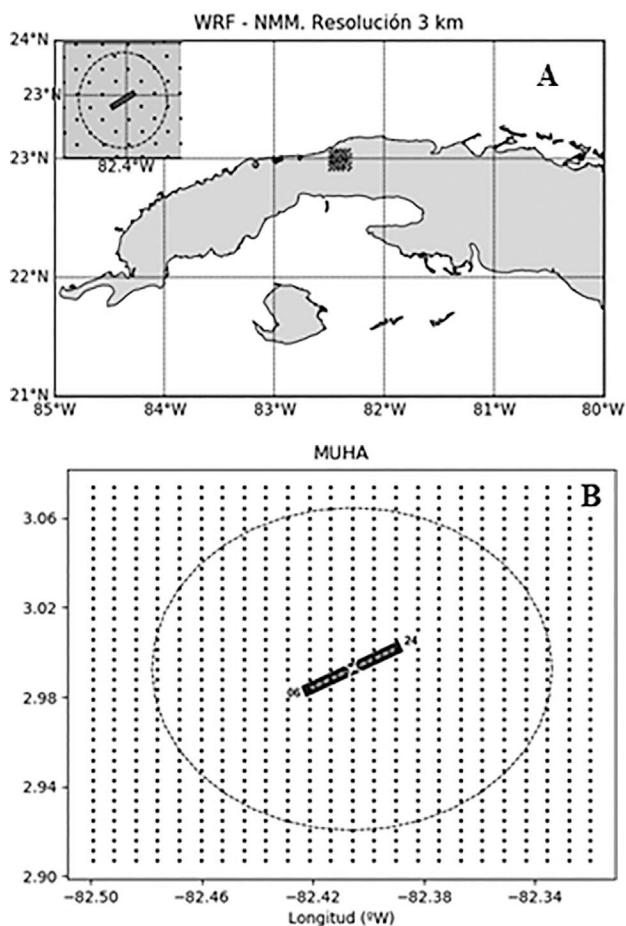 WRF - NMM. Resolución 3 km
24°N
A
23°N
82.4°W
23°N
22°N
21°N
85°W 84°W 83°W 82°W 81°W 80°W
MUHA
B
3.06
3.02
24
2.98
06
2.94
2.90
−82.50 −82.46 −82.42 −82.38 −82.34
Longitud (ºW)